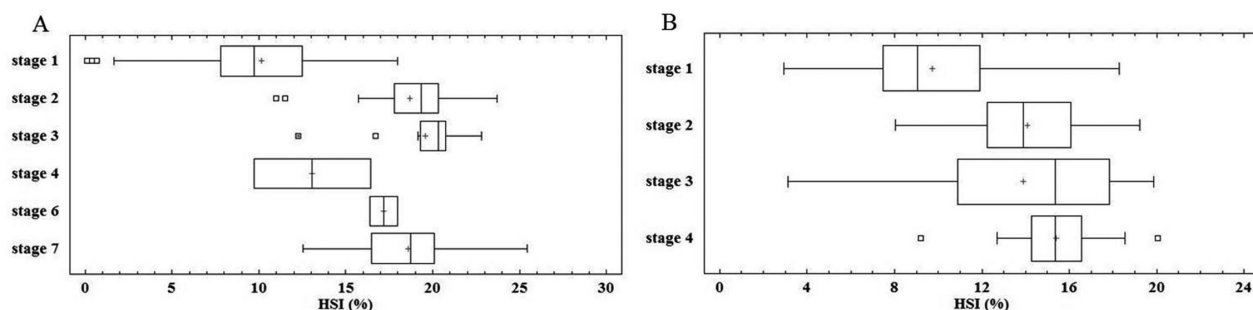 A
stage 1
stage 2
stage 3
stage 4
stage 6
stage 7
0 5 10 15 20 25 30
HSI (%)
B
stage 1
stage 2
stage 3
stage 4
0 4 8 12 16 20 24
HSI (%)